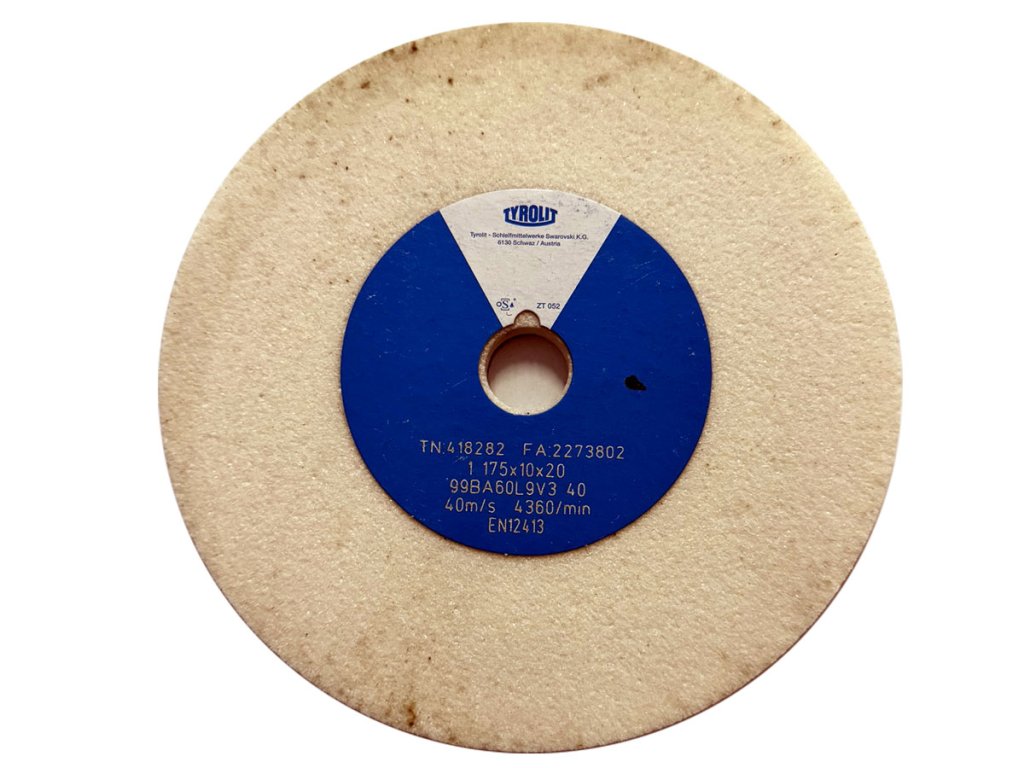 TYROLIT
Tyrolit - Schleifmittelwerke Swarovski K.G.
6130 Schwaz / Austria
oSa ZT 052
TN:418282 FA:2273802
1 175x10x20
99BA60L9V3 40
40m/s 4360/min
EN12413